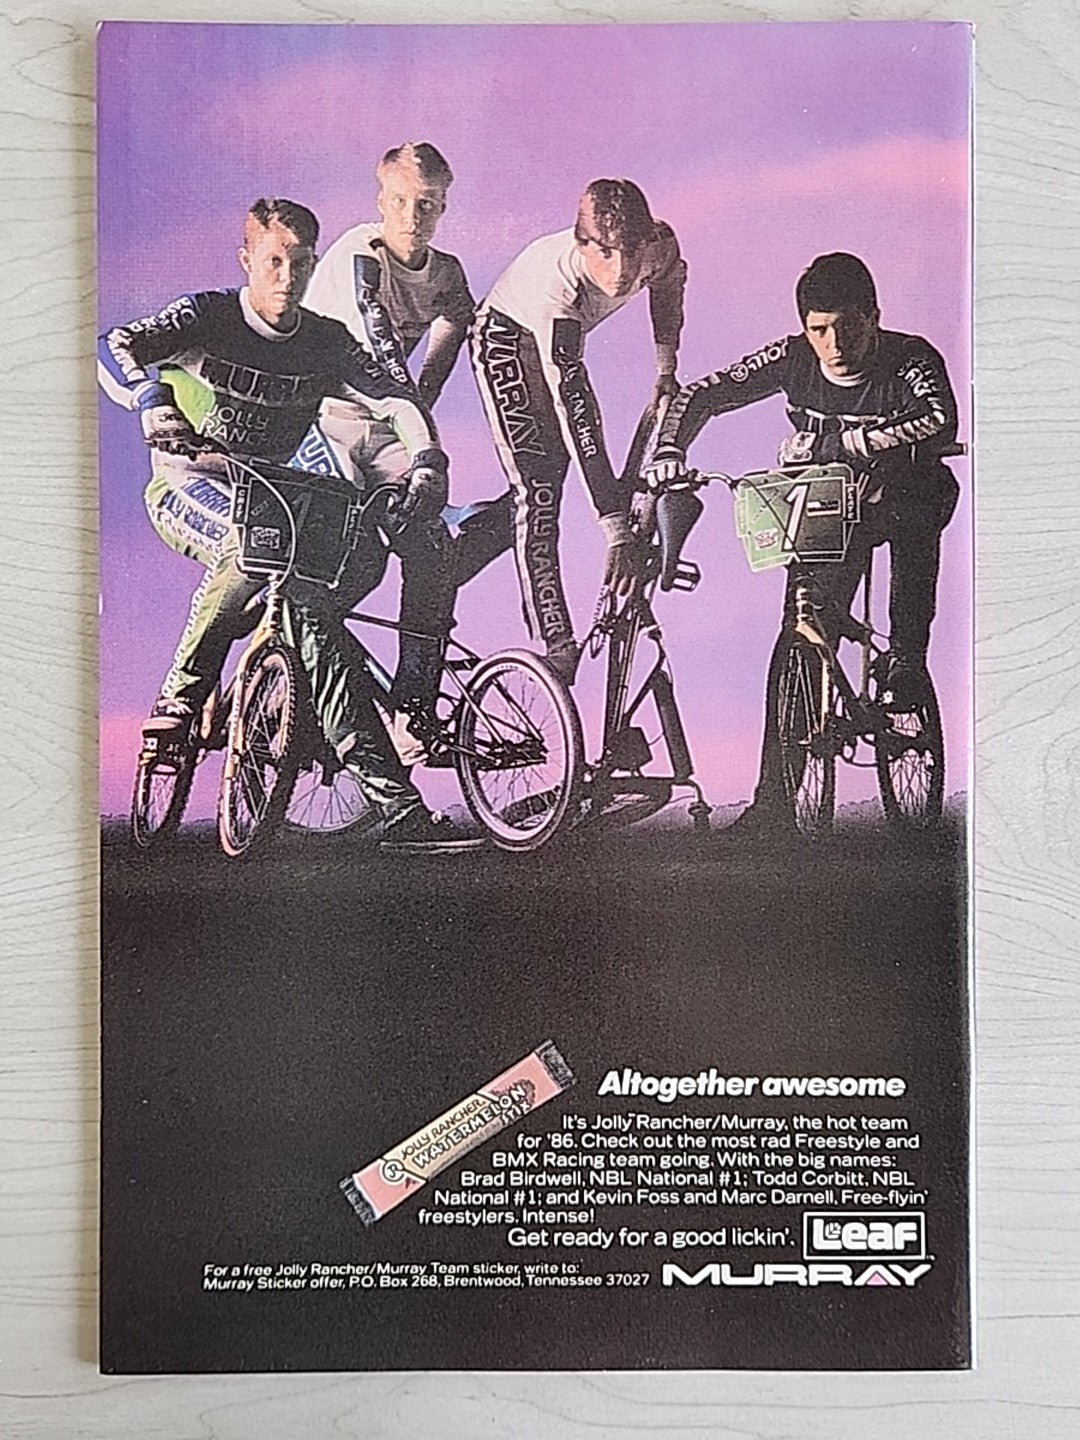 MURRAY
JOLLY
RANCHER
RANCHER
MURRAY
JOLLY RANCHER
RANCHER
1
1
JR JOLLY RANCHER
WATERMELON
STIX
Altogether awesome
It's Jolly Rancher/Murray, the hot team
for '86. Check out the most rad Freestyle and
BMX Racing team going. With the big names:
Brad Birdwell, NBL National #1; Todd Corbitt, NBL
National #1; and Kevin Foss and Marc Darnell, Free-flyin'
freestylers. Intense!
Get ready for a good lickin'.
Leaf
For a free Jolly Rancher/Murray Team sticker, write to:
Murray Sticker offer, P.O. Box 268, Brentwood, Tennessee 37027
MURRAY